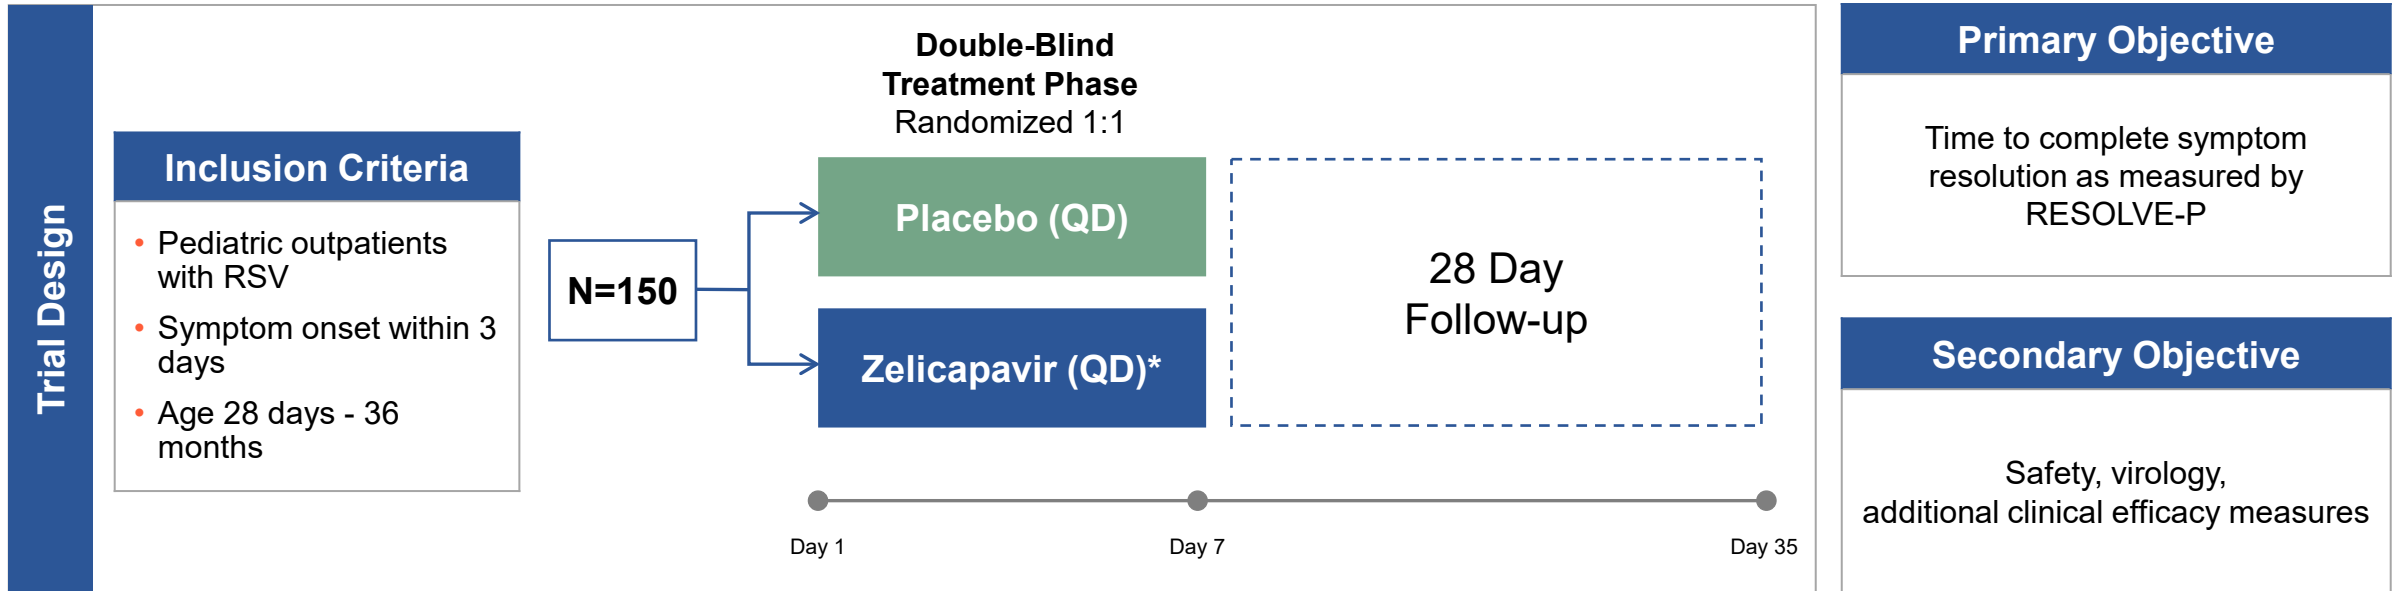 Trial Design
Inclusion Criteria
• Pediatric outpatients
with RSV
• Symptom onset within 3
days
• Age 28 days - 36
months
N=150
Double-Blind
Treatment Phase
Randomized 1:1
Placebo (QD)
Zelicapavir (QD)*
28 Day
Follow-up
Day 1
Day 7
Day 35
Primary Objective
Time to complete symptom
resolution as measured by
RESOLVE-P
Secondary Objective
Safety, virology,
additional clinical efficacy measures